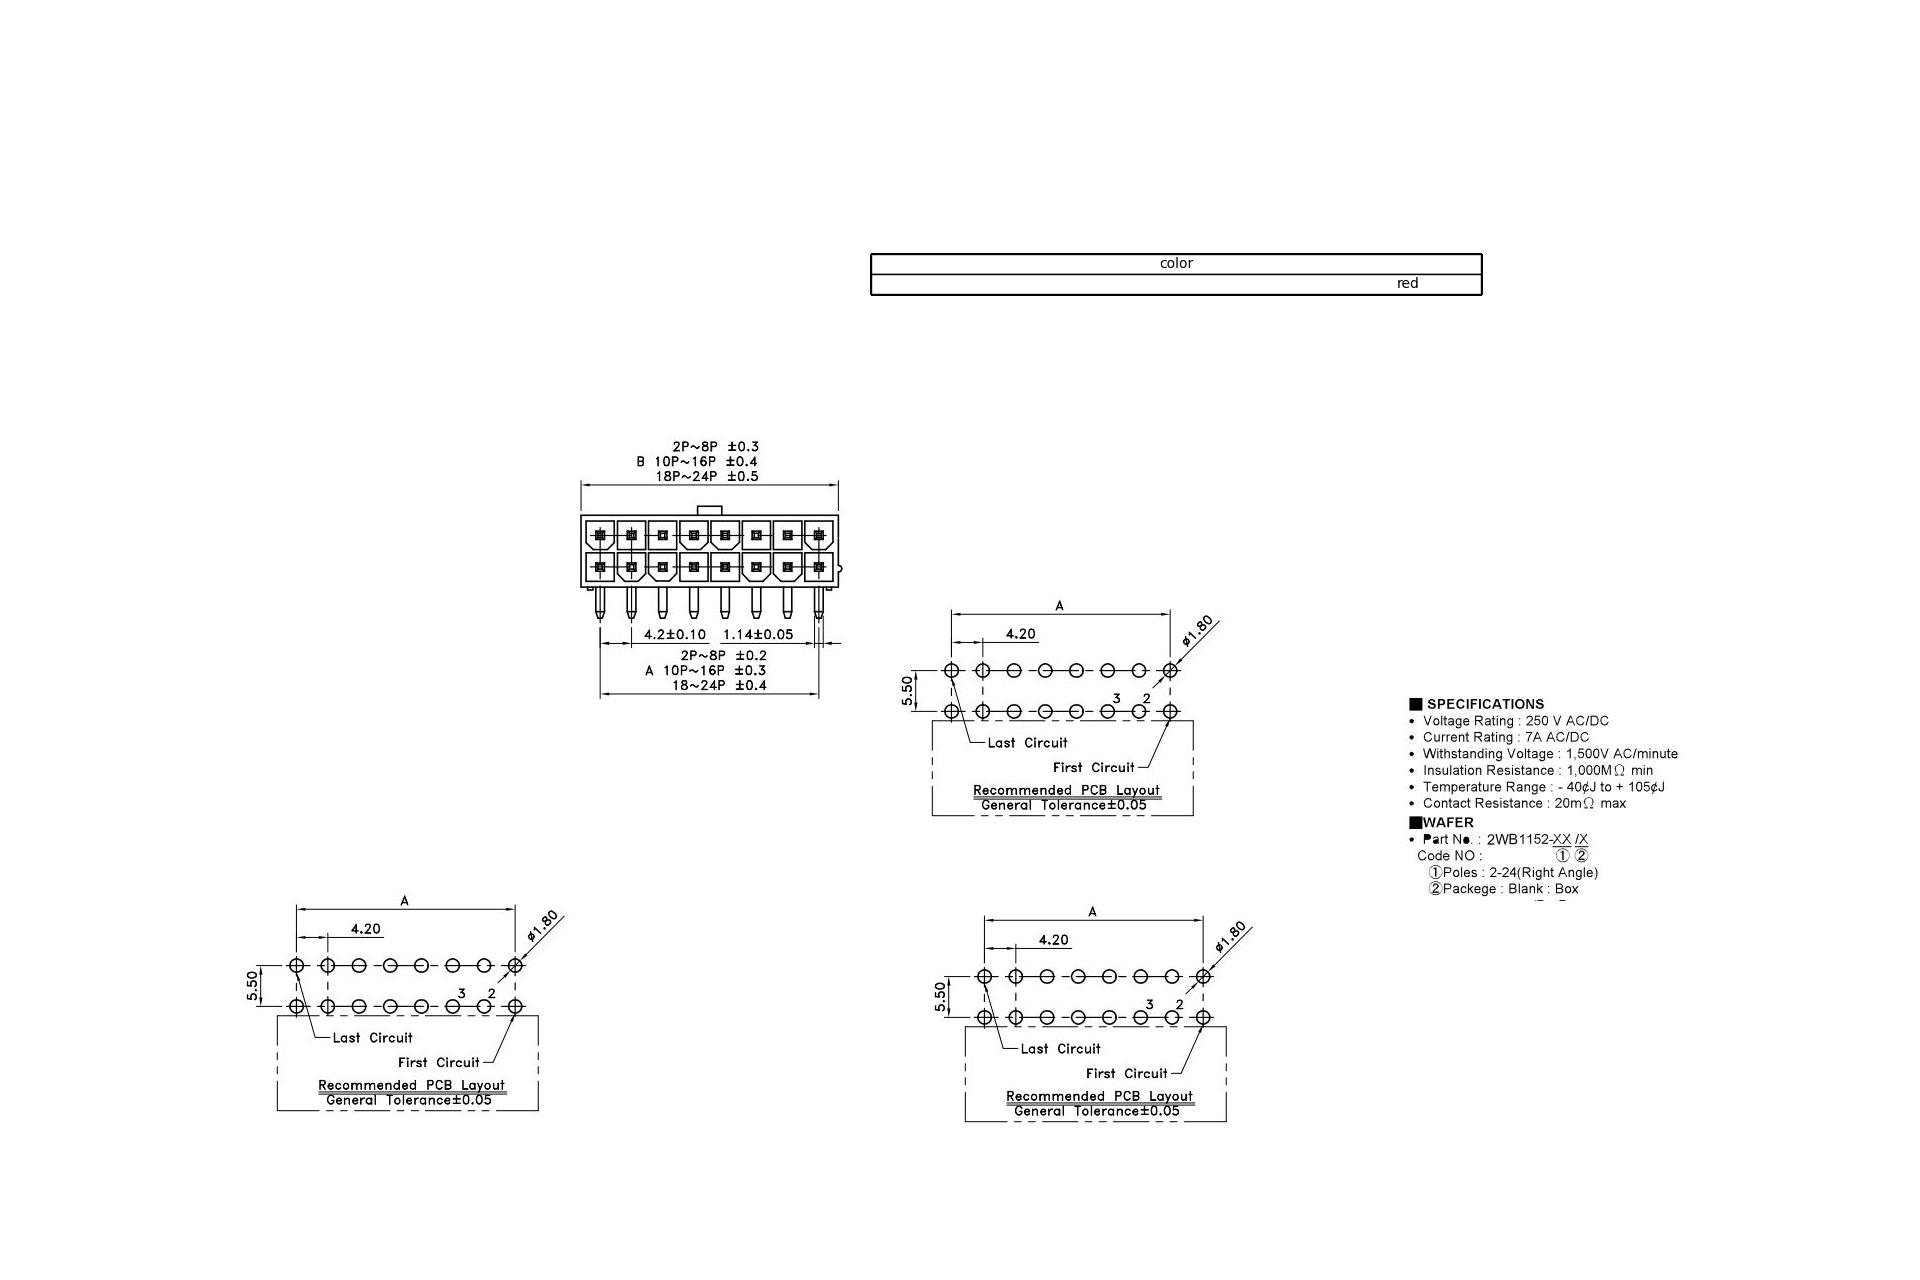 color
red
2P~8P ±0.3
B 10P~16P ±0.4
18P~24P ±0.5
4.2±0.10 1.14±0.05
2P~8P ±0.2
A 10P~16P ±0.3
18~24P ±0.4
A
4.20
ø1.80
5.50
3 2
Last Circuit
First Circuit
Recommended PCB Layout
General Tolerance±0.05
■ SPECIFICATIONS
• Voltage Rating : 250 V AC/DC
• Current Rating : 7A AC/DC
• Withstanding Voltage : 1,500V AC/minute
• Insulation Resistance : 1,000MΩ min
• Temperature Range : - 40¢J to + 105¢J
• Contact Resistance : 20mΩ max
■WAFER
• Part No. : 2WB1152-XX /X
Code NO : ① ②
①Poles : 2-24(Right Angle)
②Packege : Blank : Box
A
4.20
ø1.80
5.50
3 2
Last Circuit
First Circuit
Recommended PCB Layout
General Tolerance±0.05
A
4.20
ø1.80
5.50
3 2
Last Circuit
First Circuit
Recommended PCB Layout
General Tolerance±0.05